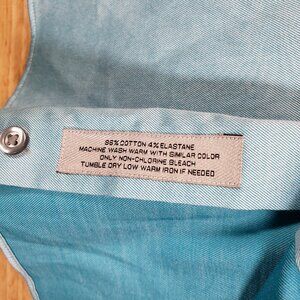 96% COTTON 4% ELASTANE
MACHINE WASH WARM WITH SIMILAR COLOR
ONLY NON-CHLORINE BLEACH
TUMBLE DRY LOW WARM IRON IF NEEDED